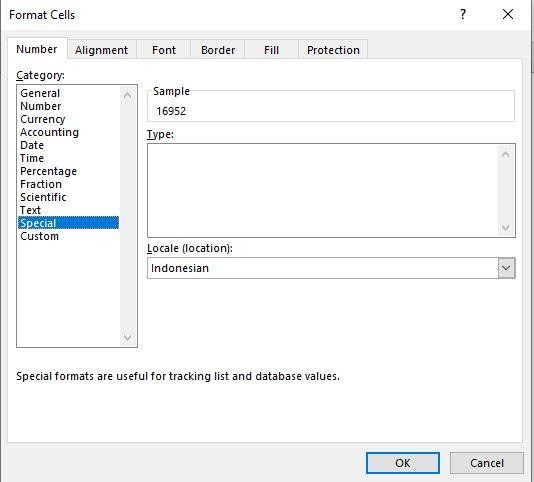 Format Cells ? ×
Number Alignment Font Border Fill Protection
Category:
General
Number
Currency
Accounting
Date
Time
Percentage
Fraction
Scientific
Text
Special
Custom
Sample
16952
Type:
Locale (location):
Indonesian
Special formats are useful for tracking list and database values.
OK Cancel